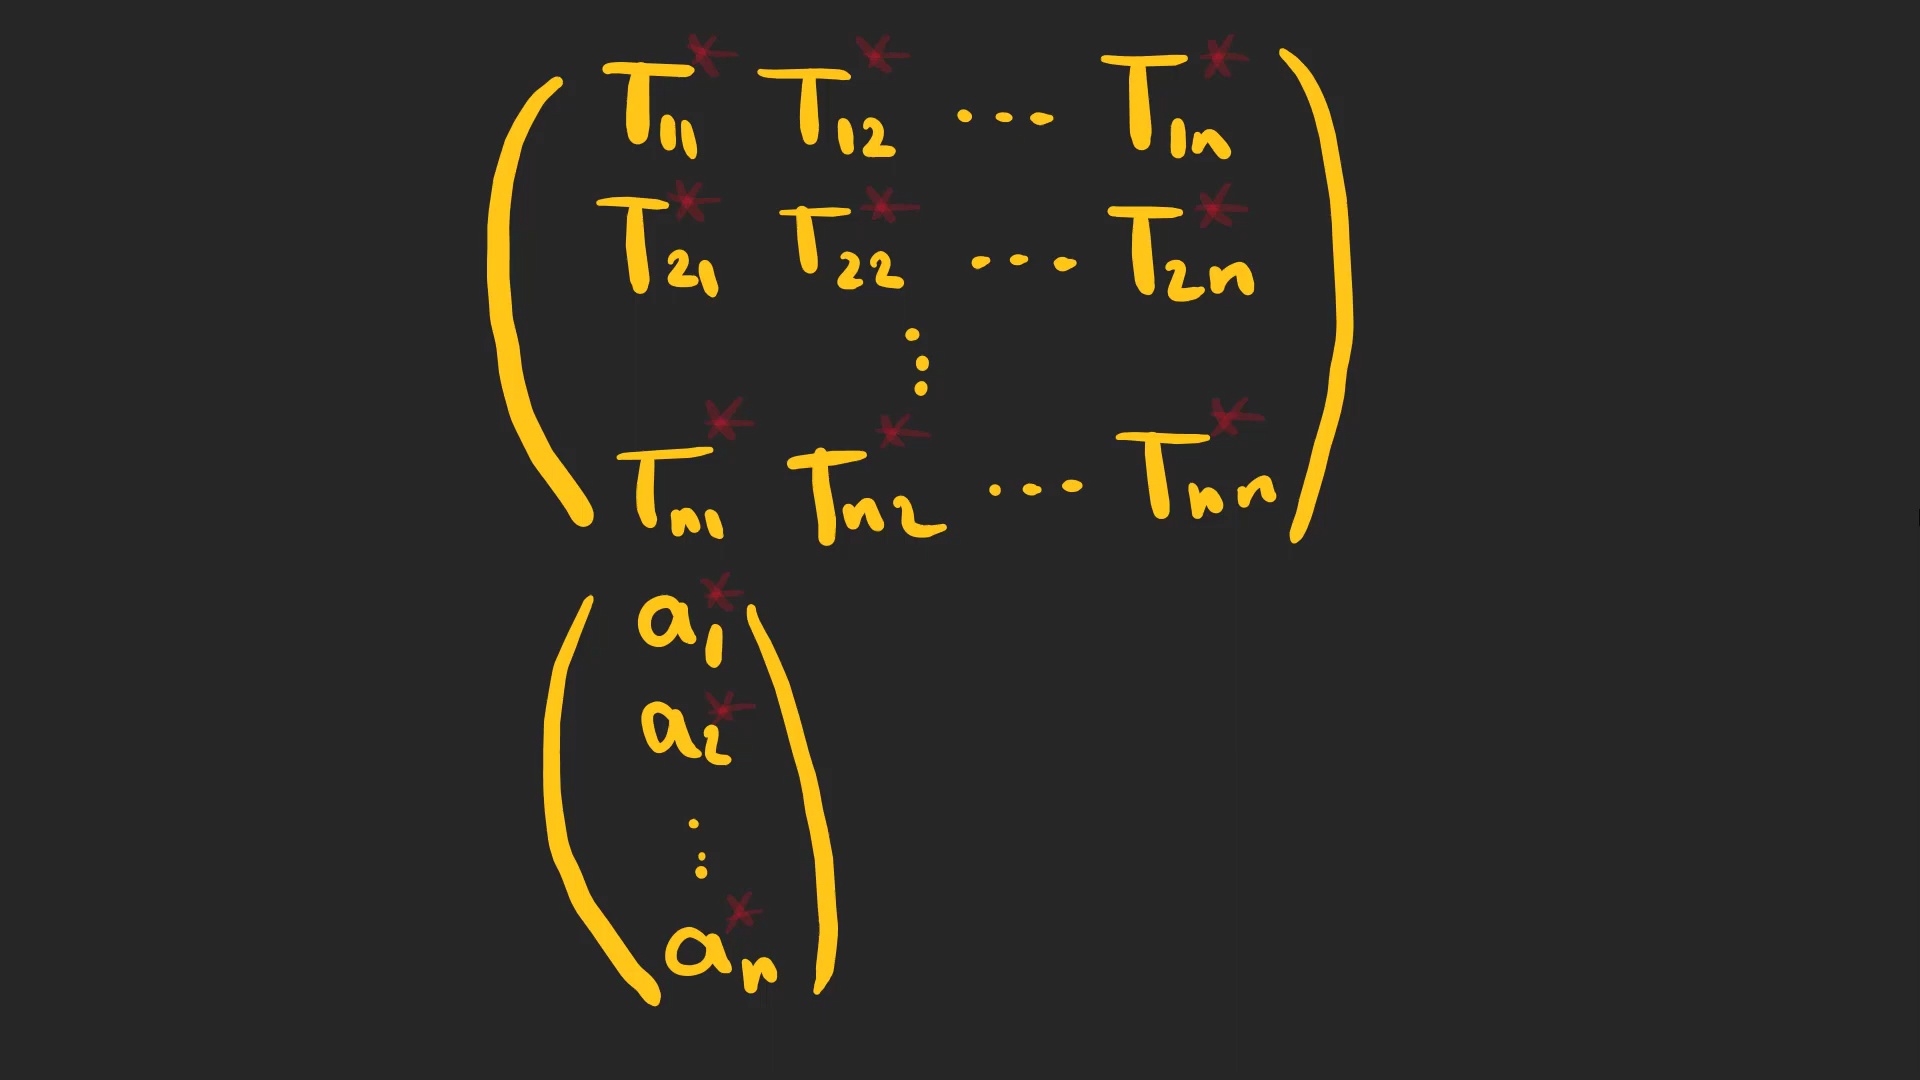 ( T₁₁* T₁₂* ... T₁ₙ* )
T₂₁* T₂₂* ... T₂ₙ*
⋮
Tₙ₁* Tₙ₂* ... Tₙₙ*
( a₁* )
a₂*
⋮
aₙ*